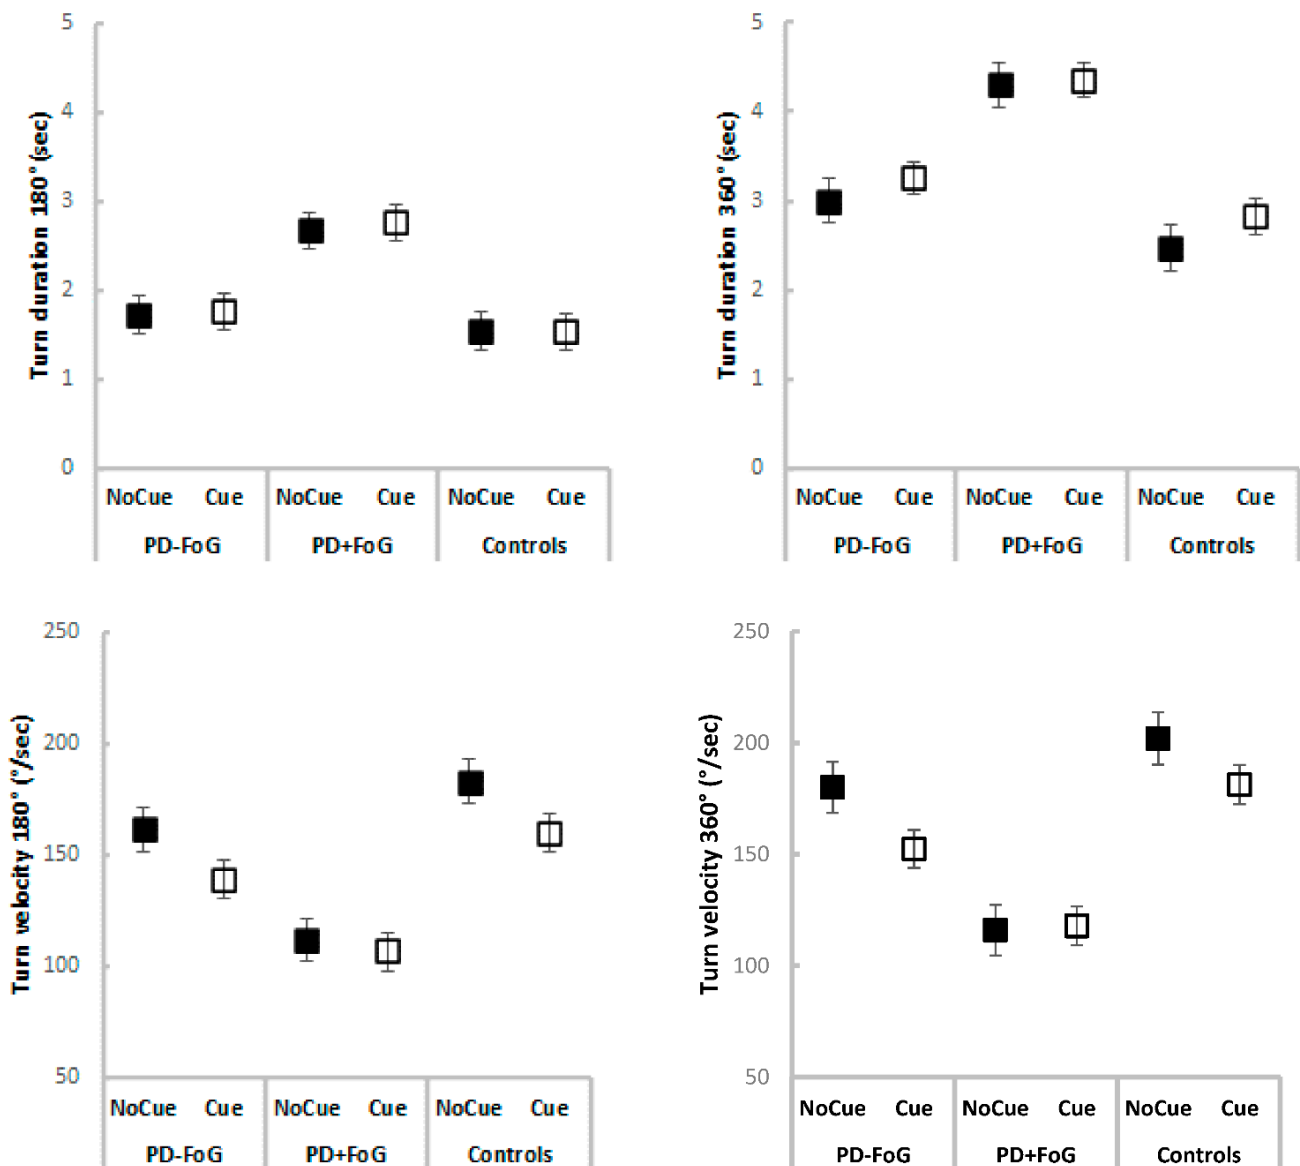 Turn duration 180° (sec)
5
4
3
2
1
0
NoCue Cue NoCue Cue NoCue Cue
PD-FoG PD+FoG Controls
Turn duration 360° (sec)
5
4
3
2
1
0
NoCue Cue NoCue Cue NoCue Cue
PD-FoG PD+FoG Controls
Turn velocity 180° (°/sec)
250
200
150
100
50
NoCue Cue NoCue Cue NoCue Cue
PD-FoG PD+FoG Controls
Turn velocity 360° (°/sec)
250
200
150
100
50
NoCue Cue NoCue Cue NoCue Cue
PD-FoG PD+FoG Controls